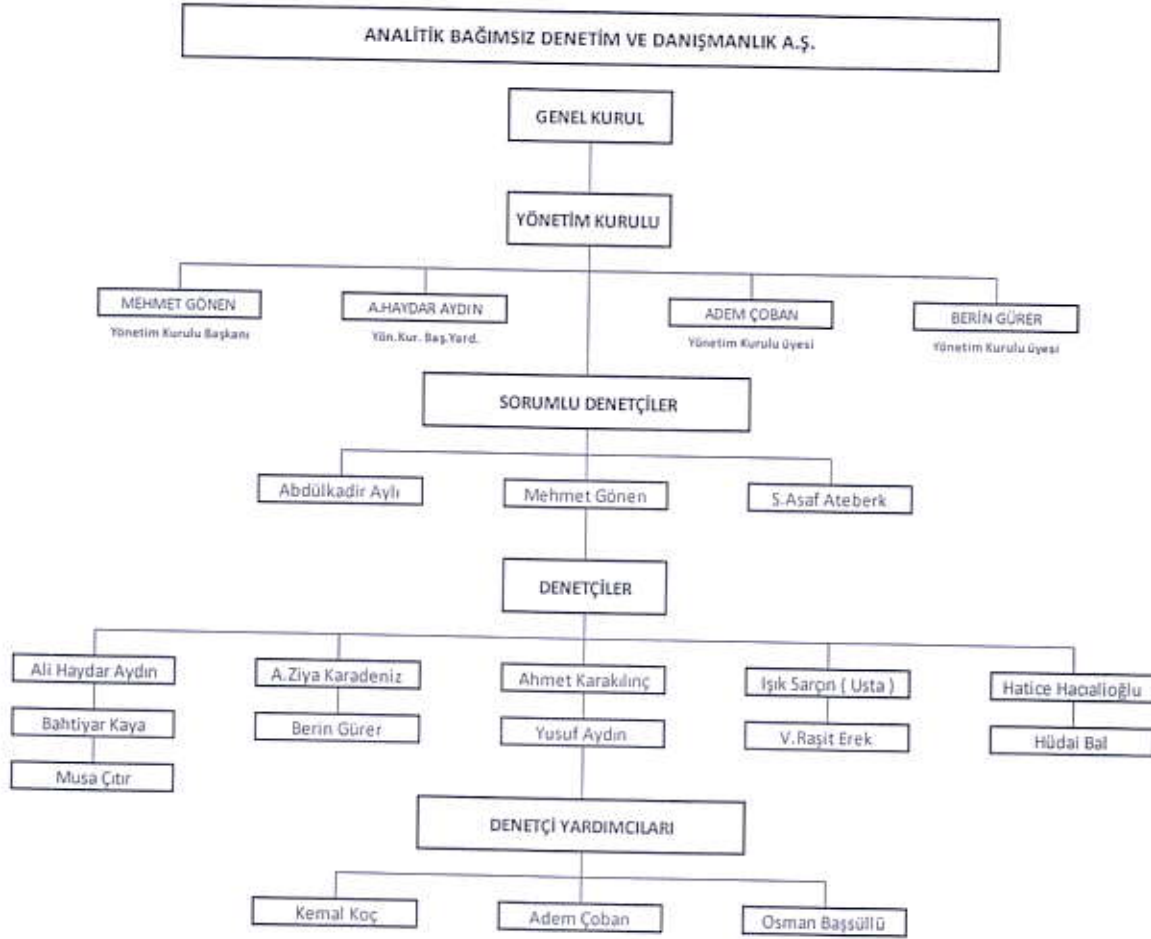 ANALİTİK BAĞIMSIZ DENETİM VE DANIŞMANLIK A.Ş.
GENEL KURUL
YÖNETİM KURULU
MEHMET GÖNEN
Yönetim Kurulu Başkanı
A.HAYDAR AYDIN
Yön.Kur. Baş.Yard.
ADEM ÇOBAN
Yönetim Kurulu üyesi
BERİN GÜRER
Yönetim Kurulu üyesi
SORUMLU DENETÇİLER
Abdülkadir Aylı
Mehmet Gönen
S.Asaf Ateberk
DENETÇİLER
Ali Haydar Aydın
A.Ziya Karadeniz
Ahmet Karakılınç
Işık Sarçın ( Usta )
Hatice Hacıalioğlu
Bahtiyar Kaya
Berin Gürer
Yusuf Aydın
V.Raşit Erek
Hüdai Bal
Musa Çıtır
DENETÇİ YARDIMCILARI
Kemal Koç
Adem Çoban
Osman Başsüllü